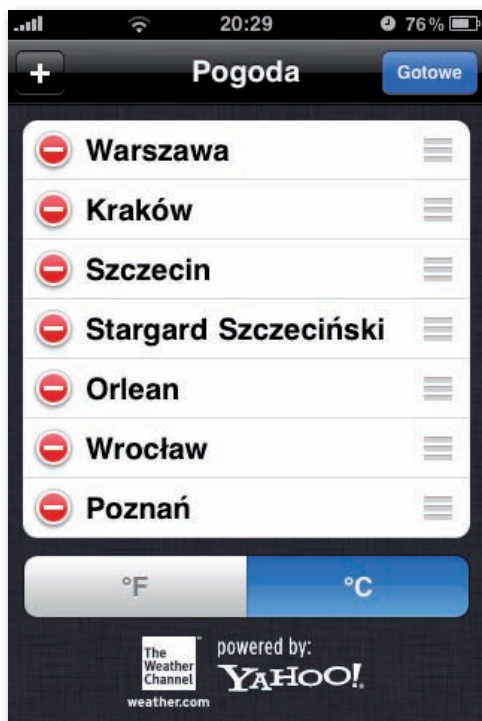 20:29
76%
+
Pogoda
Gotowe
Warszawa
Kraków
Szczecin
Stargard Szczeciński
Orlean
Wrocław
Poznań
°F
°C
The
Weather
Channel
weather.com
powered by:
YAHOO!